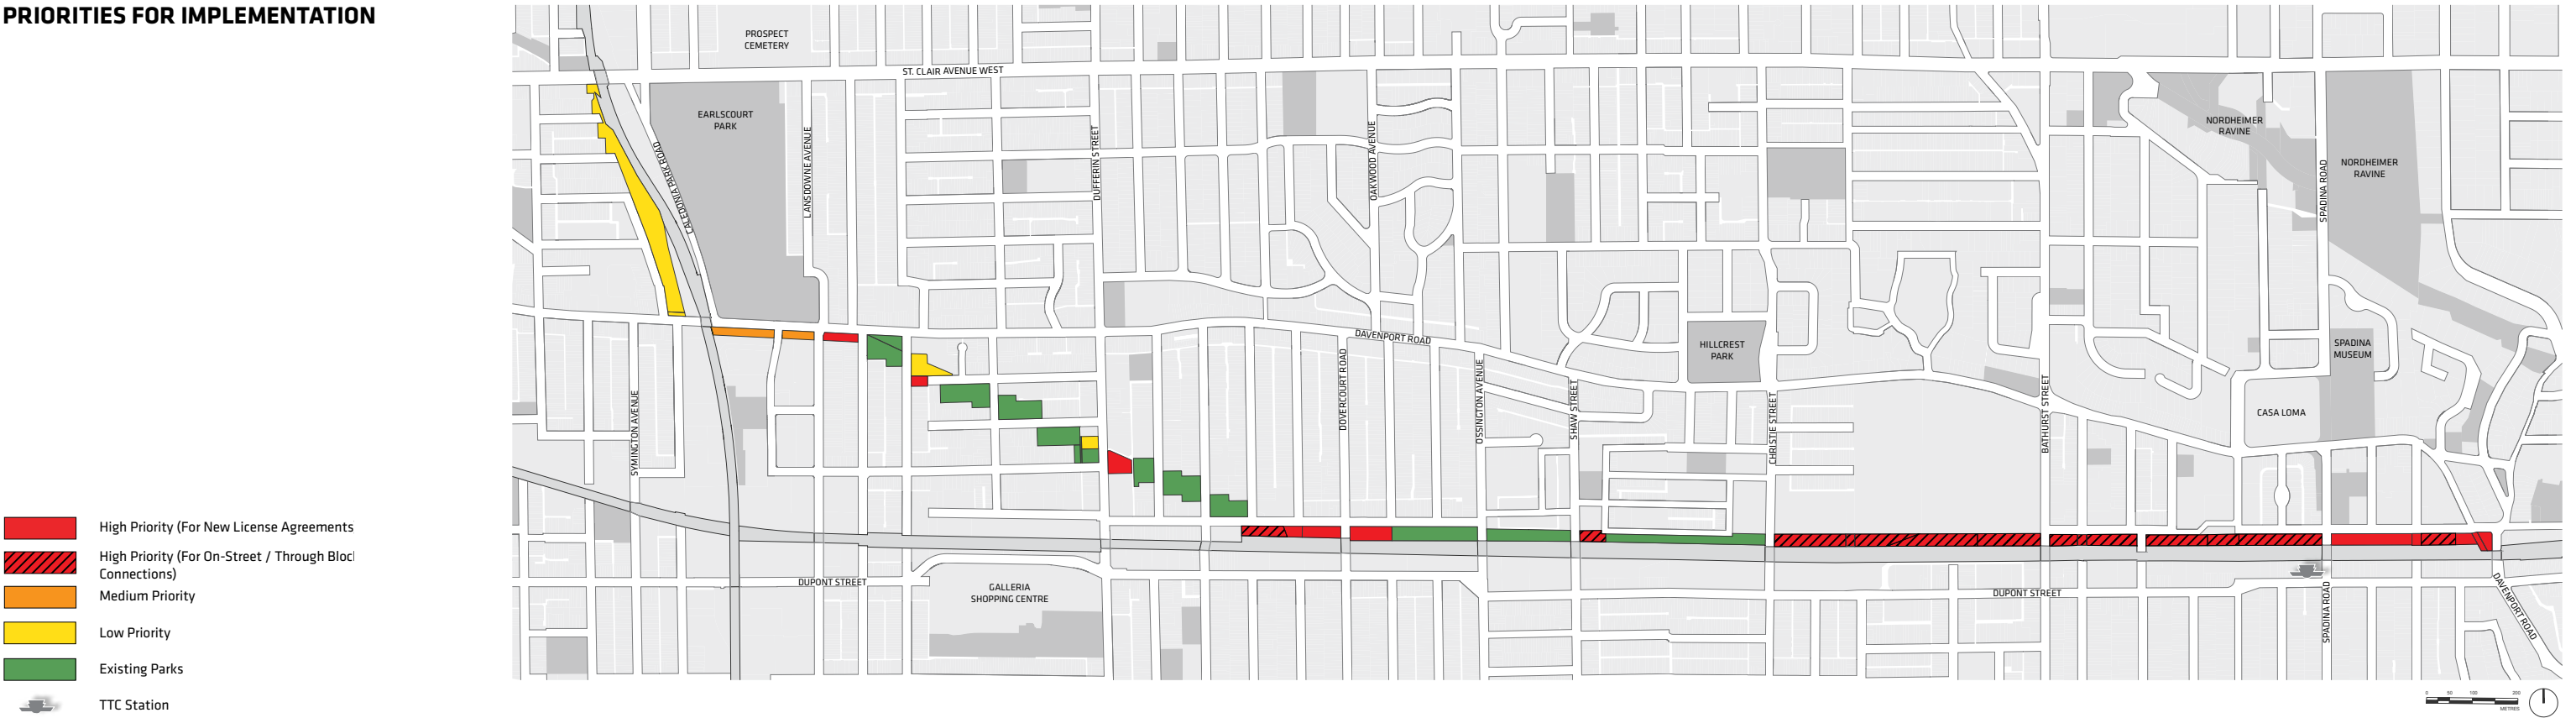 PRIORITIES FOR IMPLEMENTATION
PROSPECT
CEMETERY
ST. CLAIR AVENUE WEST
EARLSCOURT
PARK
CALEDONIA PARK ROAD
LANSDOWNE AVENUE
DUFFERIN STREET
OAKWOOD AVENUE
NORDHEIMER
RAVINE
SPADINA ROAD
NORDHEIMER
RAVINE
DAVENPORT ROAD
HILLCREST
PARK
SPADINA
MUSEUM
CASA LOMA
SYMINGTON AVENUE
DOVERCOURT ROAD
OSSINGTON AVENUE
SHAW STREET
CHRISTIE STREET
BATHURST STREET
DUPONT STREET
GALLERIA
SHOPPING CENTRE
DUPONT STREET
SPADINA ROAD
DAVENPORT ROAD
High Priority (For New License Agreements
High Priority (For On-Street / Through Bloc
Connections)
Medium Priority
Low Priority
Existing Parks
TTC Station
0 50 100 200
METRES